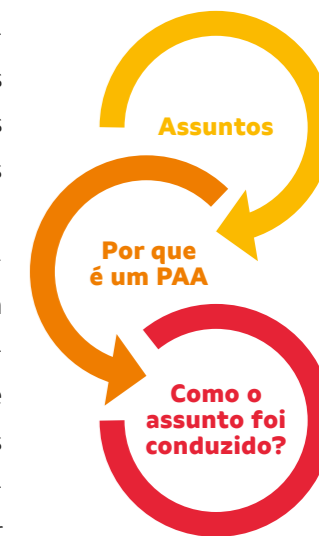 Assuntos
Por que
é um PAA
Como o
assunto foi
conduzido?